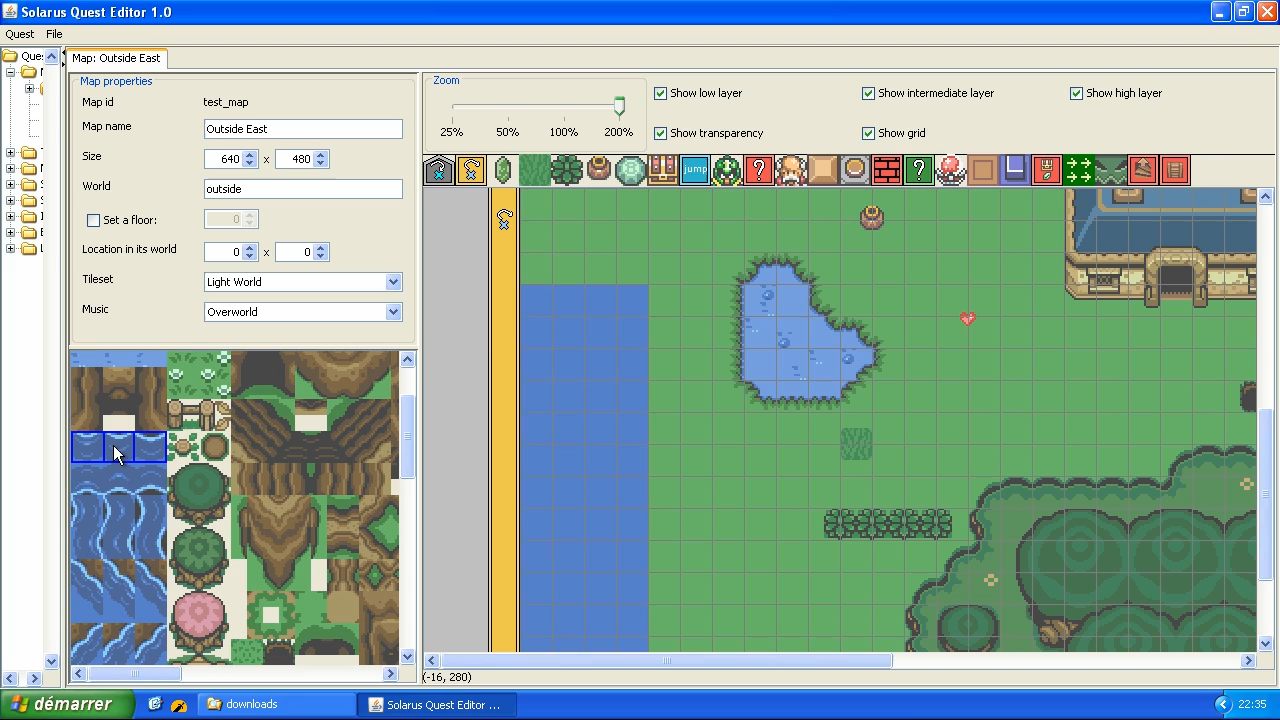 Solarus Quest Editor 1.0
Quest File
Map: Outside East
Map properties
Map id test_map
Map name Outside East
Size 640 x 480
World outside
Set a floor: 0
Location in its world 0 x 0
Tileset Light World
Music Overworld
Zoom
25% 50% 100% 200%
Show low layer Show intermediate layer Show high layer
Show transparency Show grid
jump ? ?
(-16, 280)
démarrer downloads Solarus Quest Editor ... 22:35